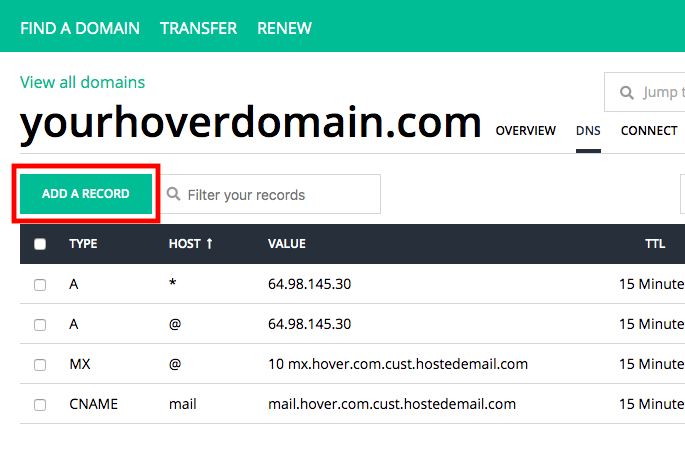 FIND A DOMAIN TRANSFER RENEW
View all domains
Jump t
yourhoverdomain.com OVERVIEW DNS CONNECT
ADD A RECORD Filter your records
TYPE HOST ↑ VALUE TTL
A * 64.98.145.30 15 Minute
A @ 64.98.145.30 15 Minute
MX @ 10 mx.hover.com.cust.hostedemail.com 15 Minute
CNAME mail mail.hover.com.cust.hostedemail.com 15 Minute